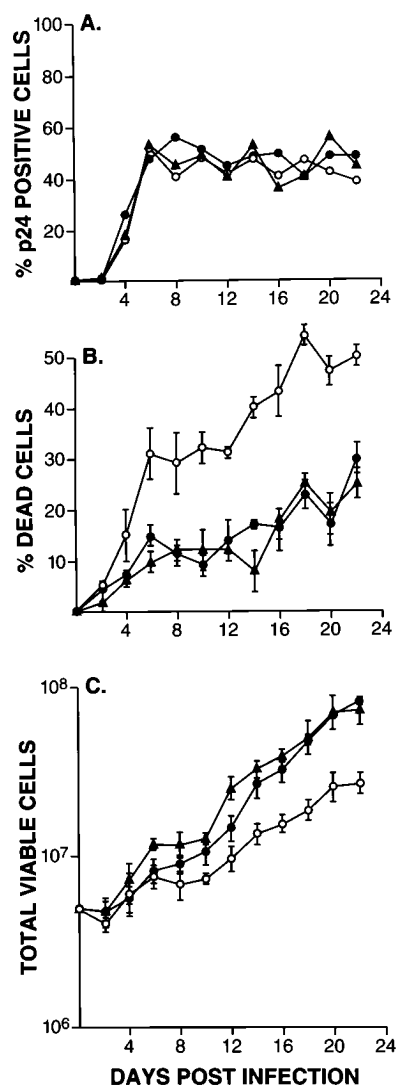 A.
% p24 POSITIVE CELLS
100
80
60
40
20
4 8 12 16 20 24
B.
% DEAD CELLS
50
40
30
20
10
4 8 12 16 20 24
C.
TOTAL VIABLE CELLS
10⁸
10⁷
10⁶
4 8 12 16 20 24
DAYS POST INFECTION